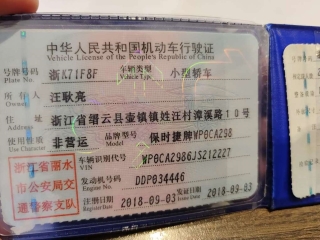 中华人民共和国机动车行驶证
Vehicle License of the People's Republic of China
号牌号码 浙K71F8F 车辆类型 小型轿车
Plate No. Vehicle Type
所有人 汪耿亮
Owner
住址 浙江省缙云县壶镇镇姓汪村漳溪路10号
Address
使用性质 非营运 品牌型号 保时捷牌WP0CA298
Use Character Model
浙江省丽水市公安局交通警察支队
车辆识别代号 WP0CA2986JS212227
VIN
发动机号码 DDP034446
Engine No.
注册日期 2018-09-03 发证日期 2018-09-03
Register Date Issue Date